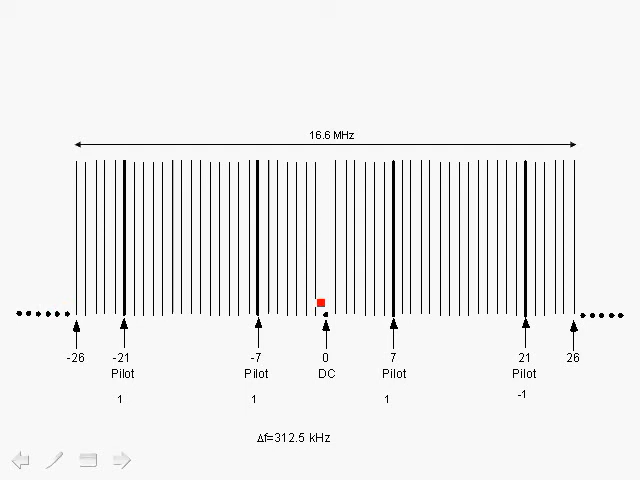 16.6 MHz
-26 -21 -7 0 7 21 26
Pilot Pilot DC Pilot Pilot
1 1 1 -1
Δf=312.5 kHz